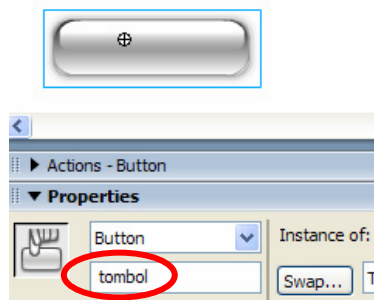 Actions - Button
Properties
Button
Instance of:
tombol
Swap...